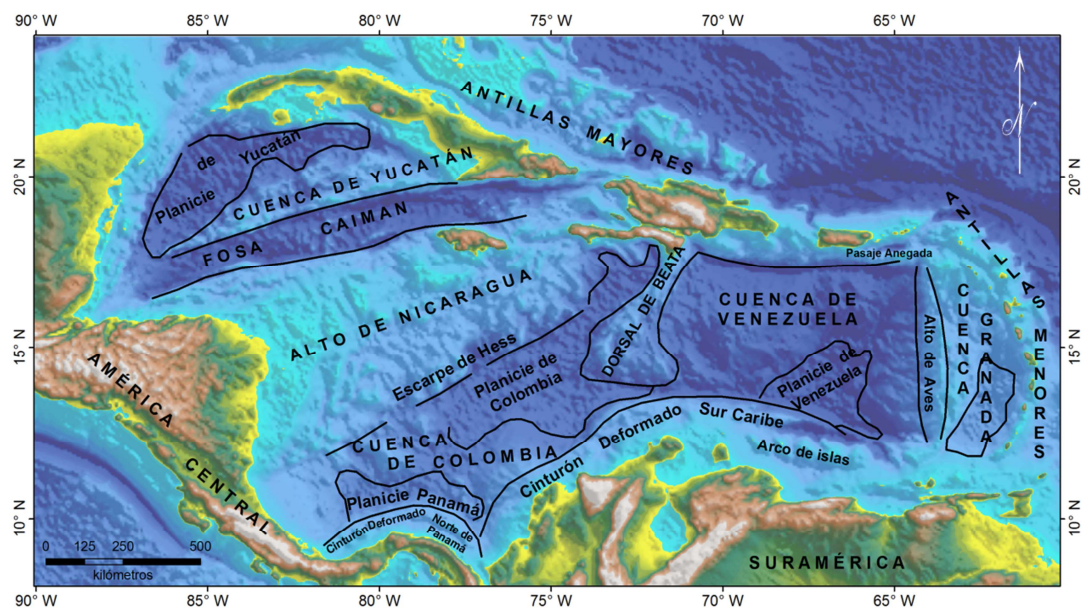 90° W 85° W 80° W 75° W 70° W 65° W
20° N
15° N
10° N
20° N
15° N
10° N
N
ANTILLAS MAYORES
Planicie de Yucatán
CUENCA DE YUCATÁN
FOSA CAIMAN
ANTILLAS MENORES
Pasaje Anegada
ALTO DE NICARAGUA
DORSAL DE BEATA
CUENCA DE
VENEZUELA
CUENCA GRANADA
Alto de Aves
Escarpe de Hess
Planicie de
Colombia
Planicie de
Venezuela
AMÉRICA
CENTRAL
CUENCA
DE COLOMBIA
Cinturón Deformado Sur Caribe
Arco de islas
Planicie Panamá
Cinturón Deformado Norte de
Panamá
SURAMÉRICA
0 125 250 500
kilómetros
90° W 85° W 80° W 75° W 70° W 65° W